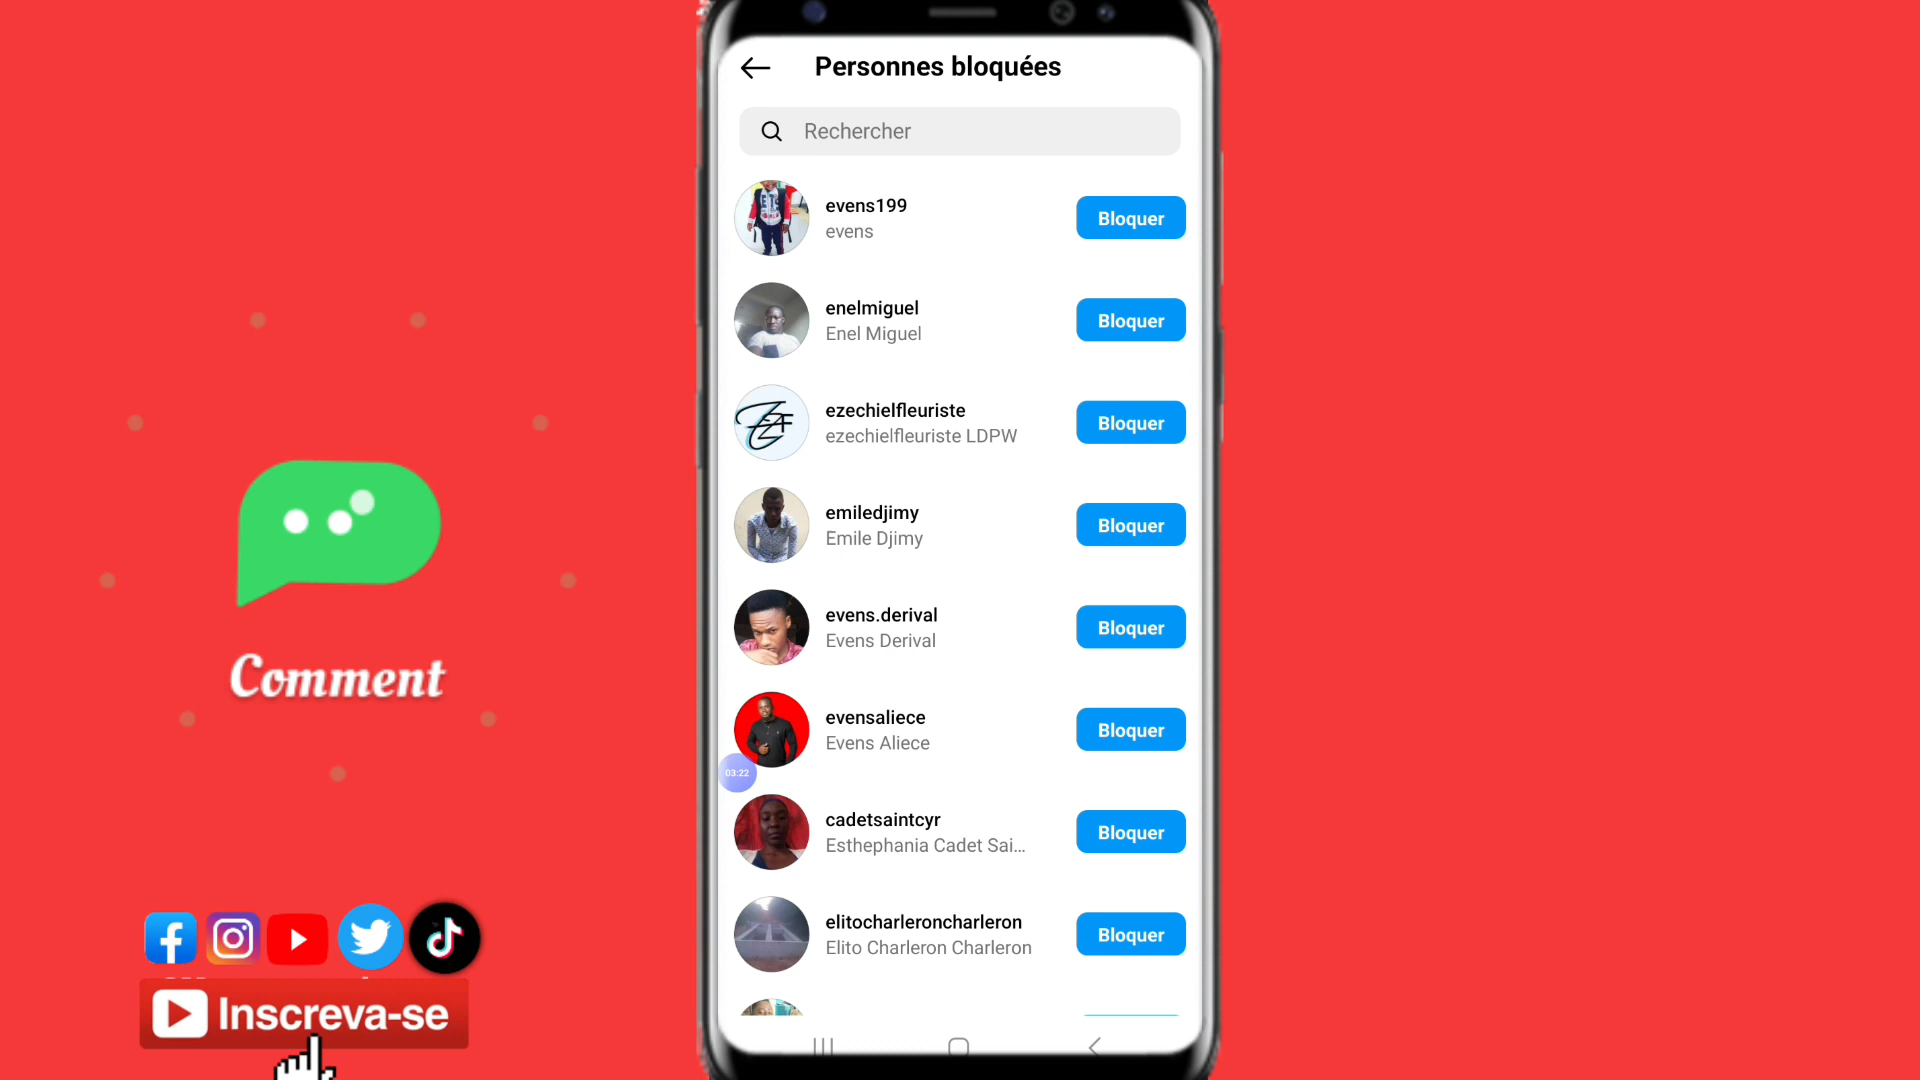 Personnes bloquées
Rechercher
evens199
evens
Bloquer
enelmiguel
Enel Miguel
Bloquer
ezechielfleuriste
ezechielfleuriste LDPW
Bloquer
emiledjimy
Emile Djimy
Bloquer
evens.derival
Evens Derival
Bloquer
evensaliece
Evens Aliece
Bloquer
03:22
cadetsaintcyr
Esthephania Cadet Sai...
Bloquer
elitocharleroncharleron
Elito Charleron Charleron
Bloquer
Comment
Inscreva-se